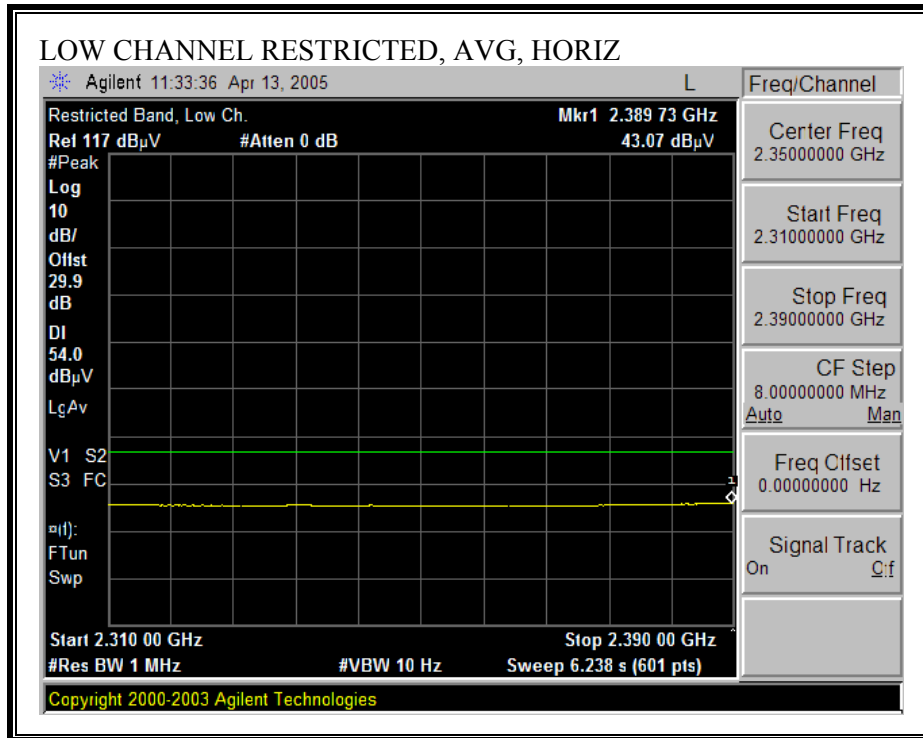 LOW CHANNEL RESTRICTED, AVG, HORIZ
Agilent 11:33:36 Apr 13, 2005 L
Freq/Channel
Restricted Band, Low Ch. Mkr1 2.389 73 GHz
Ref 117 dBµV #Atten 0 dB 43.07 dBµV
#Peak
Log
10
dB/
Offst
29.9
dB
DI
54.0
dBµV
LgAv
V1 S2
S3 FC
¤(f):
FTun
Swp
1
Start 2.310 00 GHz Stop 2.390 00 GHz
#Res BW 1 MHz #VBW 10 Hz Sweep 6.238 s (601 pts)
Copyright 2000-2003 Agilent Technologies
Center Freq
2.35000000 GHz
Start Freq
2.31000000 GHz
Stop Freq
2.39000000 GHz
CF Step
8.00000000 MHz
Auto Man
Freq Offset
0.00000000 Hz
Signal Track
On Off